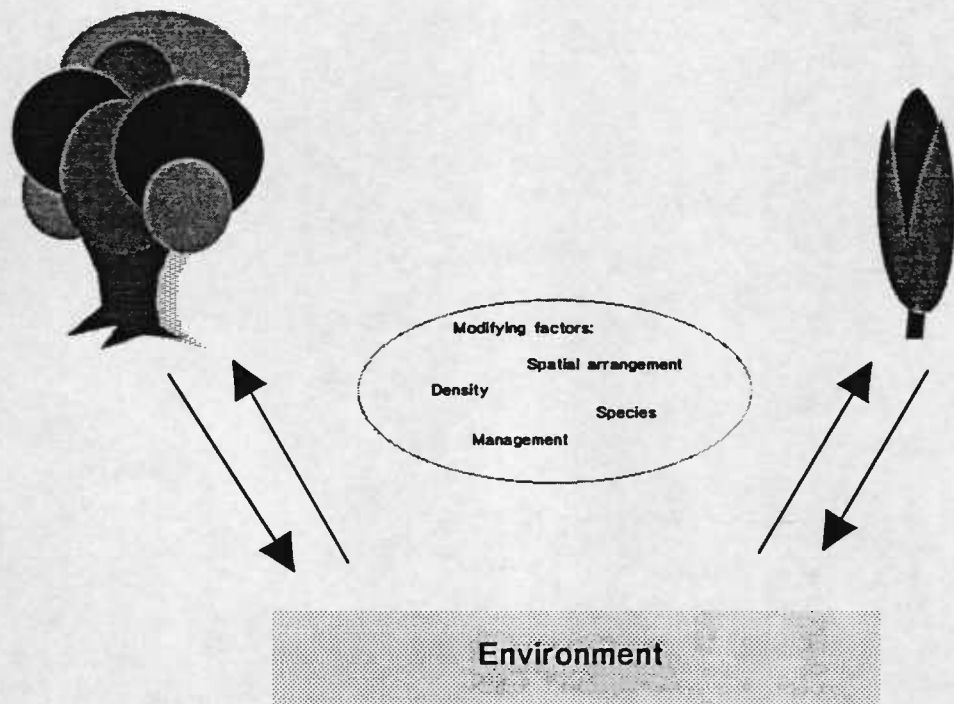 Modifying factors:
Spatial arrangement
Density
Species
Management
Environment